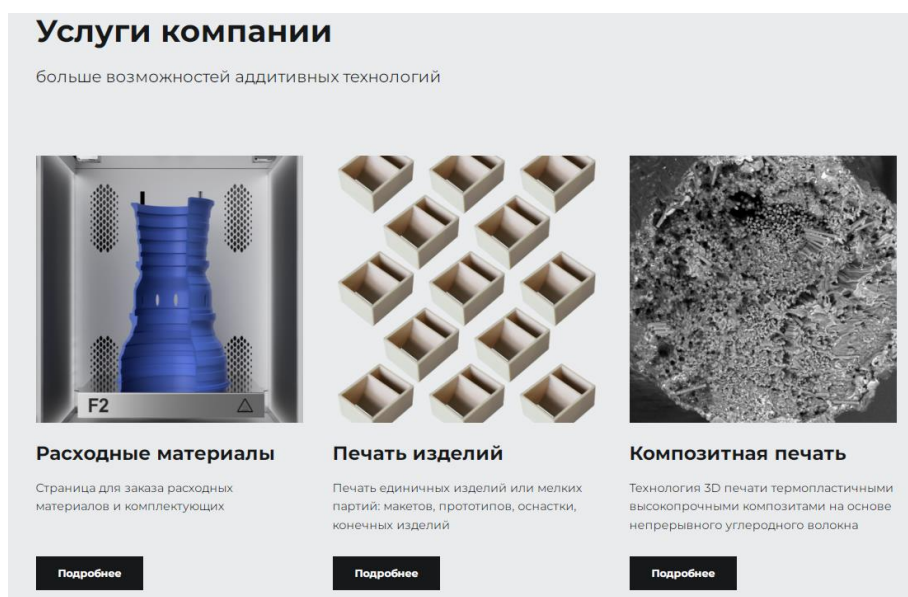 Услуги компании
больше возможностей аддитивных технологий
F2
Расходные материалы
Страница для заказа расходных
материалов и комплектующих
Подробнее
Печать изделий
Печать единичных изделий или мелких
партий: макетов, прототипов, оснастки,
конечных изделий
Подробнее
Композитная печать
Технология 3D печати термопластичными
высокопрочными композитами на основе
непрерывного углеродного волокна
Подробнее